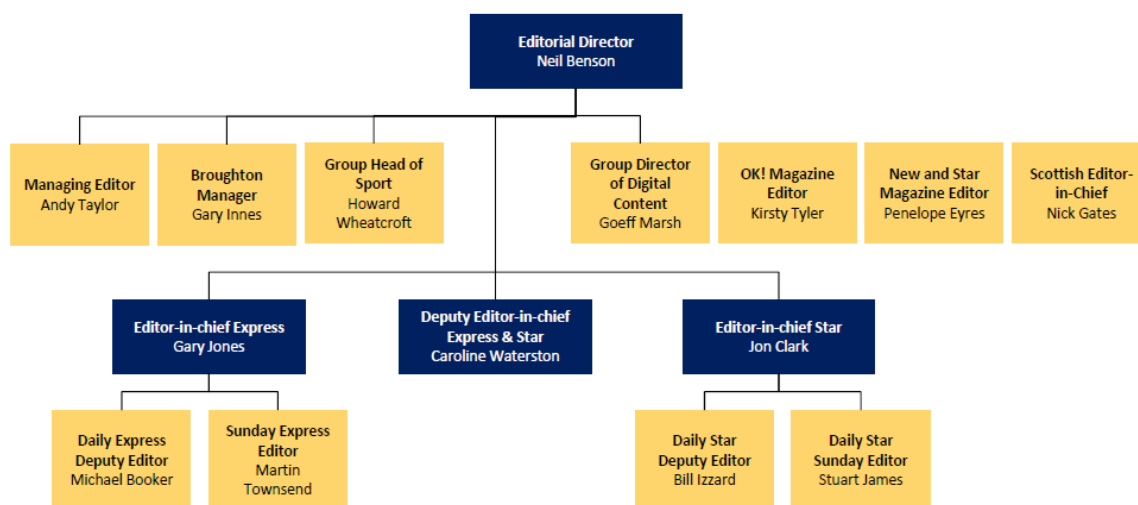 Editorial Director
Neil Benson
Managing Editor
Andy Taylor
Broughton
Manager
Gary Innes
Group Head of
Sport
Howard
Wheatcroft
Group Director
of Digital
Content
Goeff Marsh
OK! Magazine
Editor
Kirsty Tyler
New and Star
Magazine Editor
Penelope Eyres
Scottish Editor-
in-Chief
Nick Gates
Editor-in-chief Express
Gary Jones
Deputy Editor-in-chief
Express & Star
Caroline Waterston
Editor-in-chief Star
Jon Clark
Daily Express
Deputy Editor
Michael Booker
Sunday Express
Editor
Martin
Townsend
Daily Star
Deputy Editor
Bill Izzard
Daily Star
Sunday Editor
Stuart James